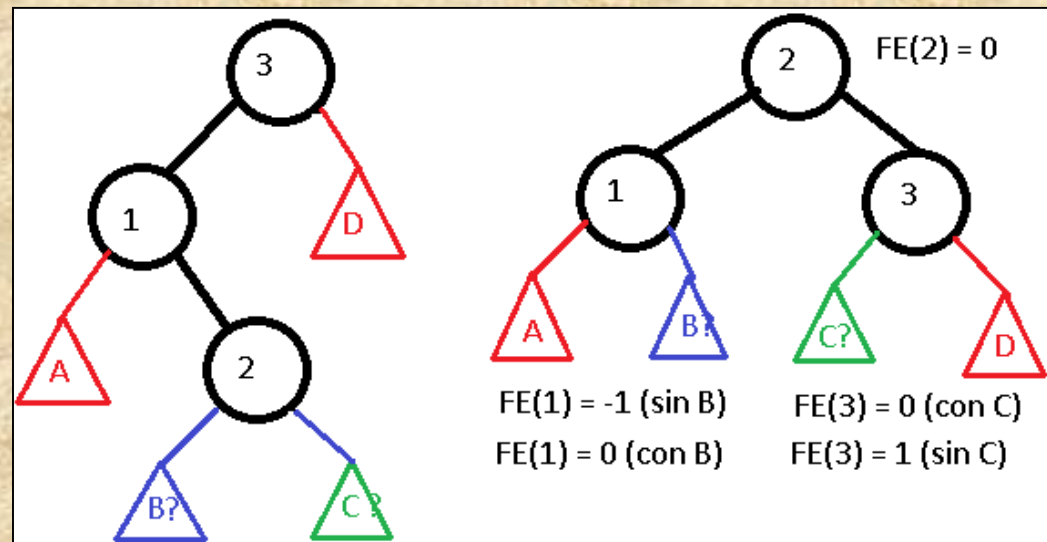 3
1
D
A
2
B?
C ?
2
FE(2) = 0
1
3
A
B?
C?
D
FE(1) = -1 (sin B)
FE(1) = 0 (con B)
FE(3) = 0 (con C)
FE(3) = 1 (sin C)